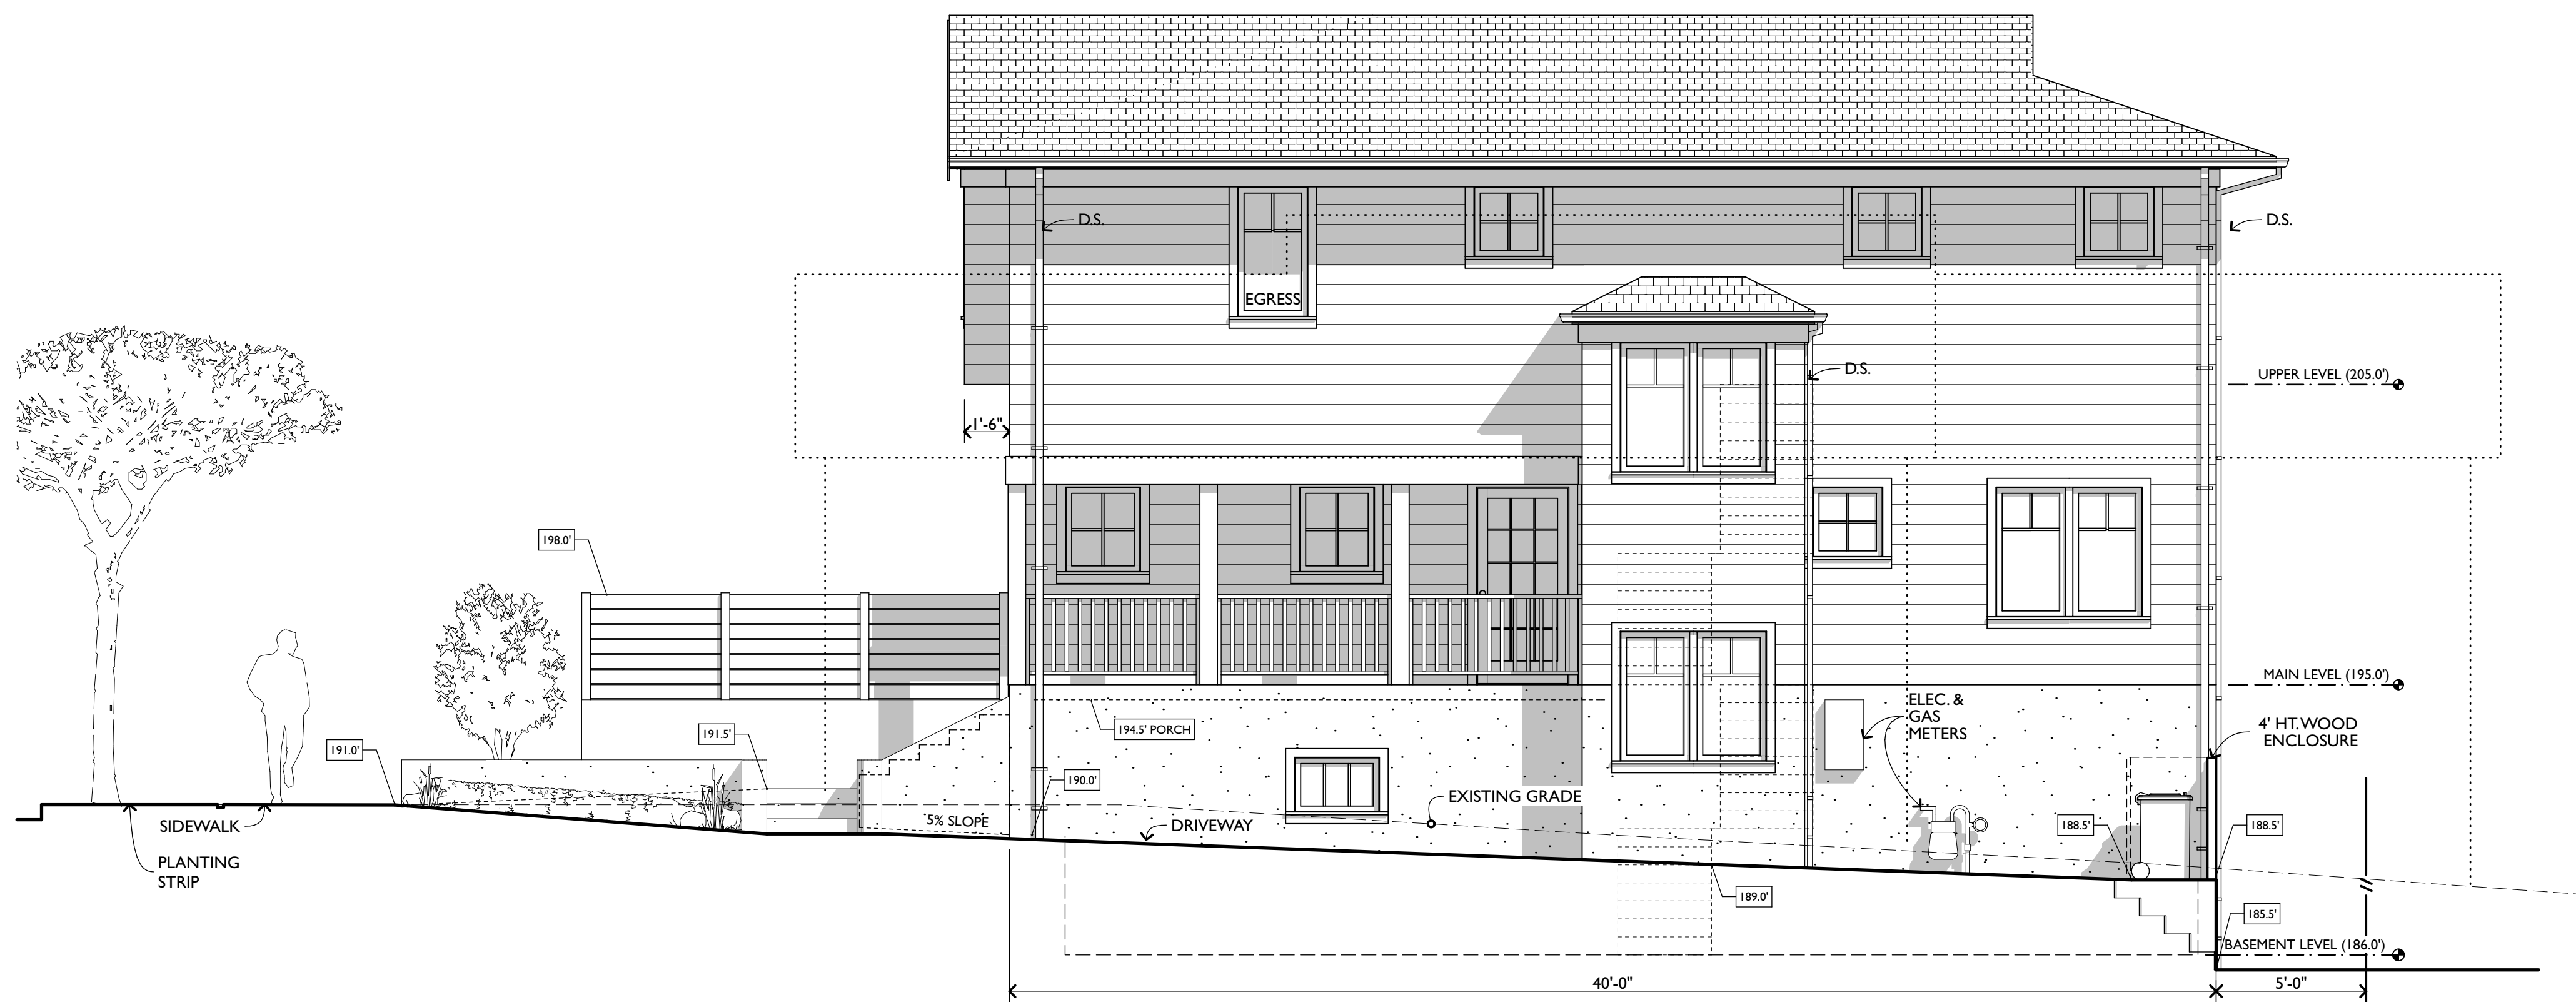 D.S.
D.S.
EGRESS
D.S.
UPPER LEVEL (205.0')
1'-6"
198.0'
MAIN LEVEL (195.0')
ELEC. &
GAS
METERS
194.5' PORCH
4' HT. WOOD
ENCLOSURE
191.0'
191.5'
190.0'
EXISTING GRADE
SIDEWALK
5% SLOPE
DRIVEWAY
188.5'
188.5'
PLANTING
STRIP
189.0'
185.5'
BASEMENT LEVEL (186.0')
40'-0"
5'-0"